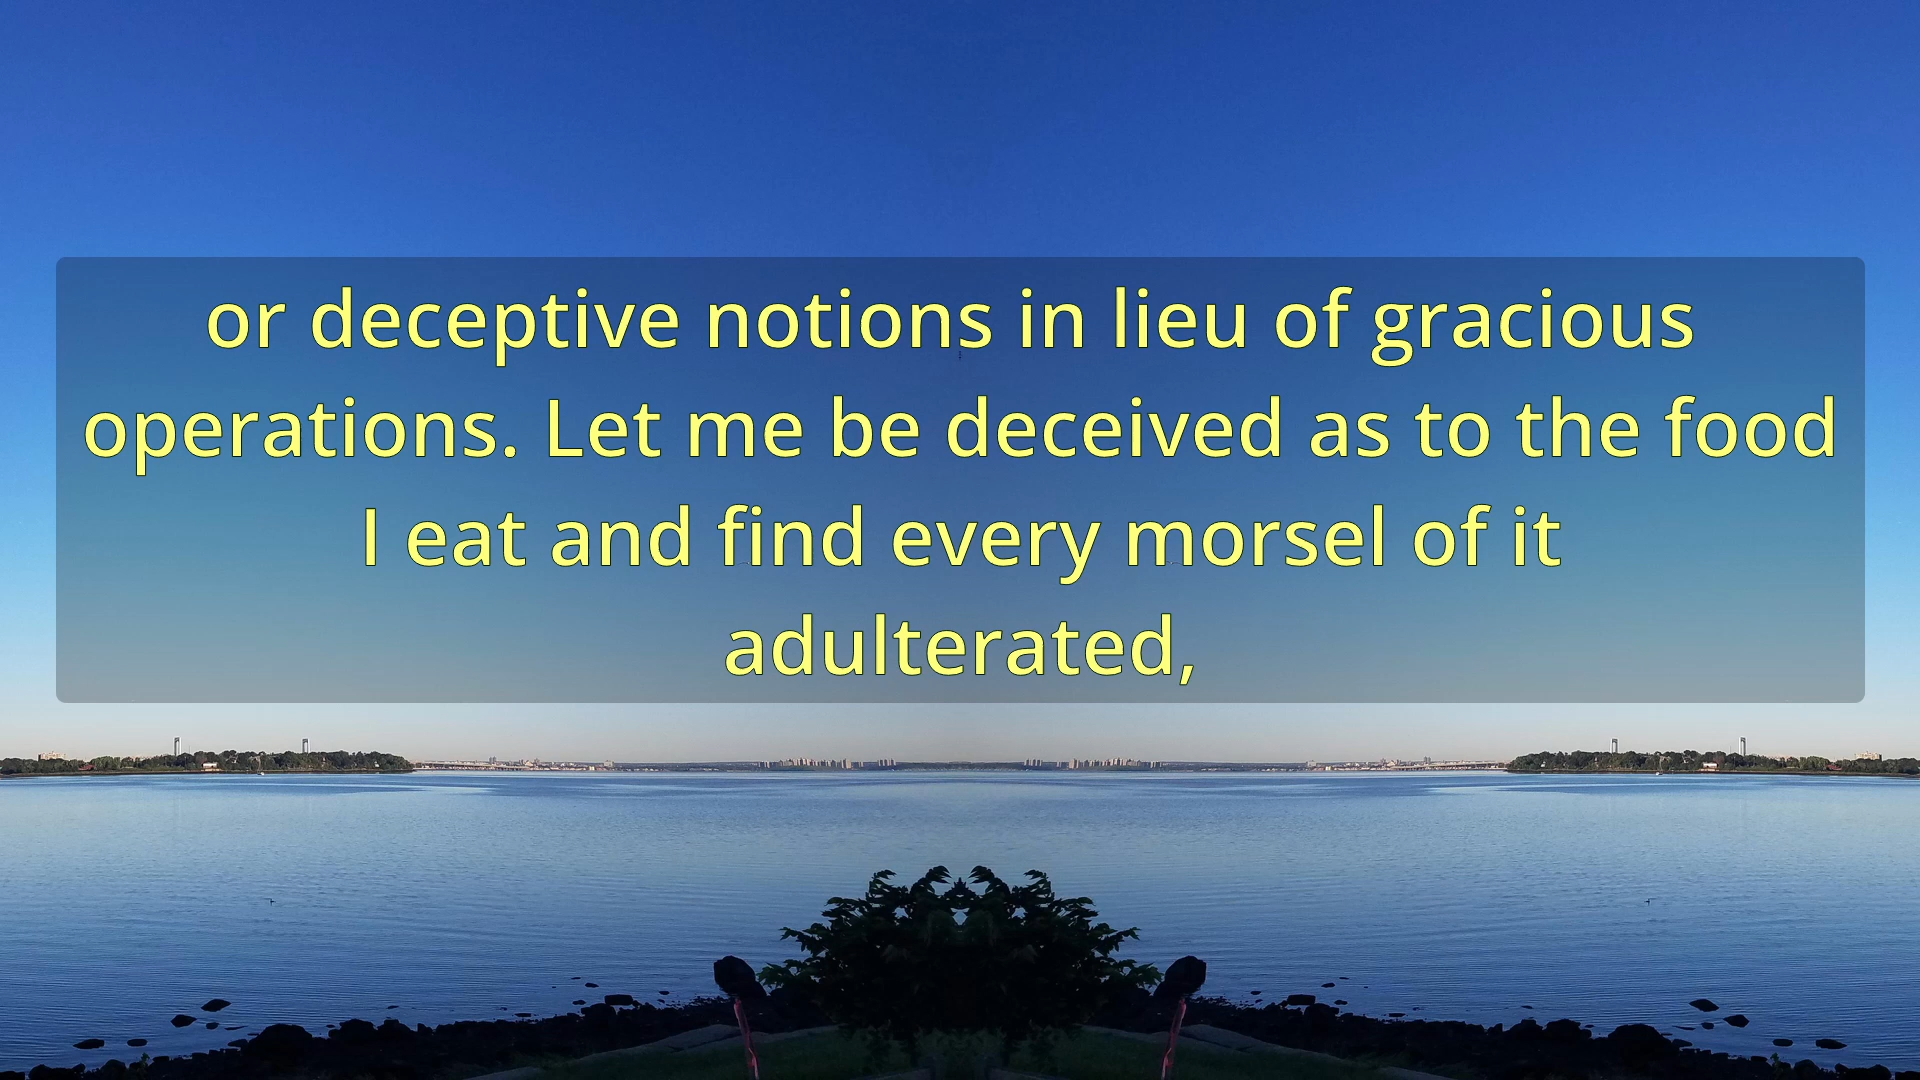 or deceptive notions in lieu of gracious
operations. Let me be deceived as to the food
I eat and find every morsel of it
adulterated,